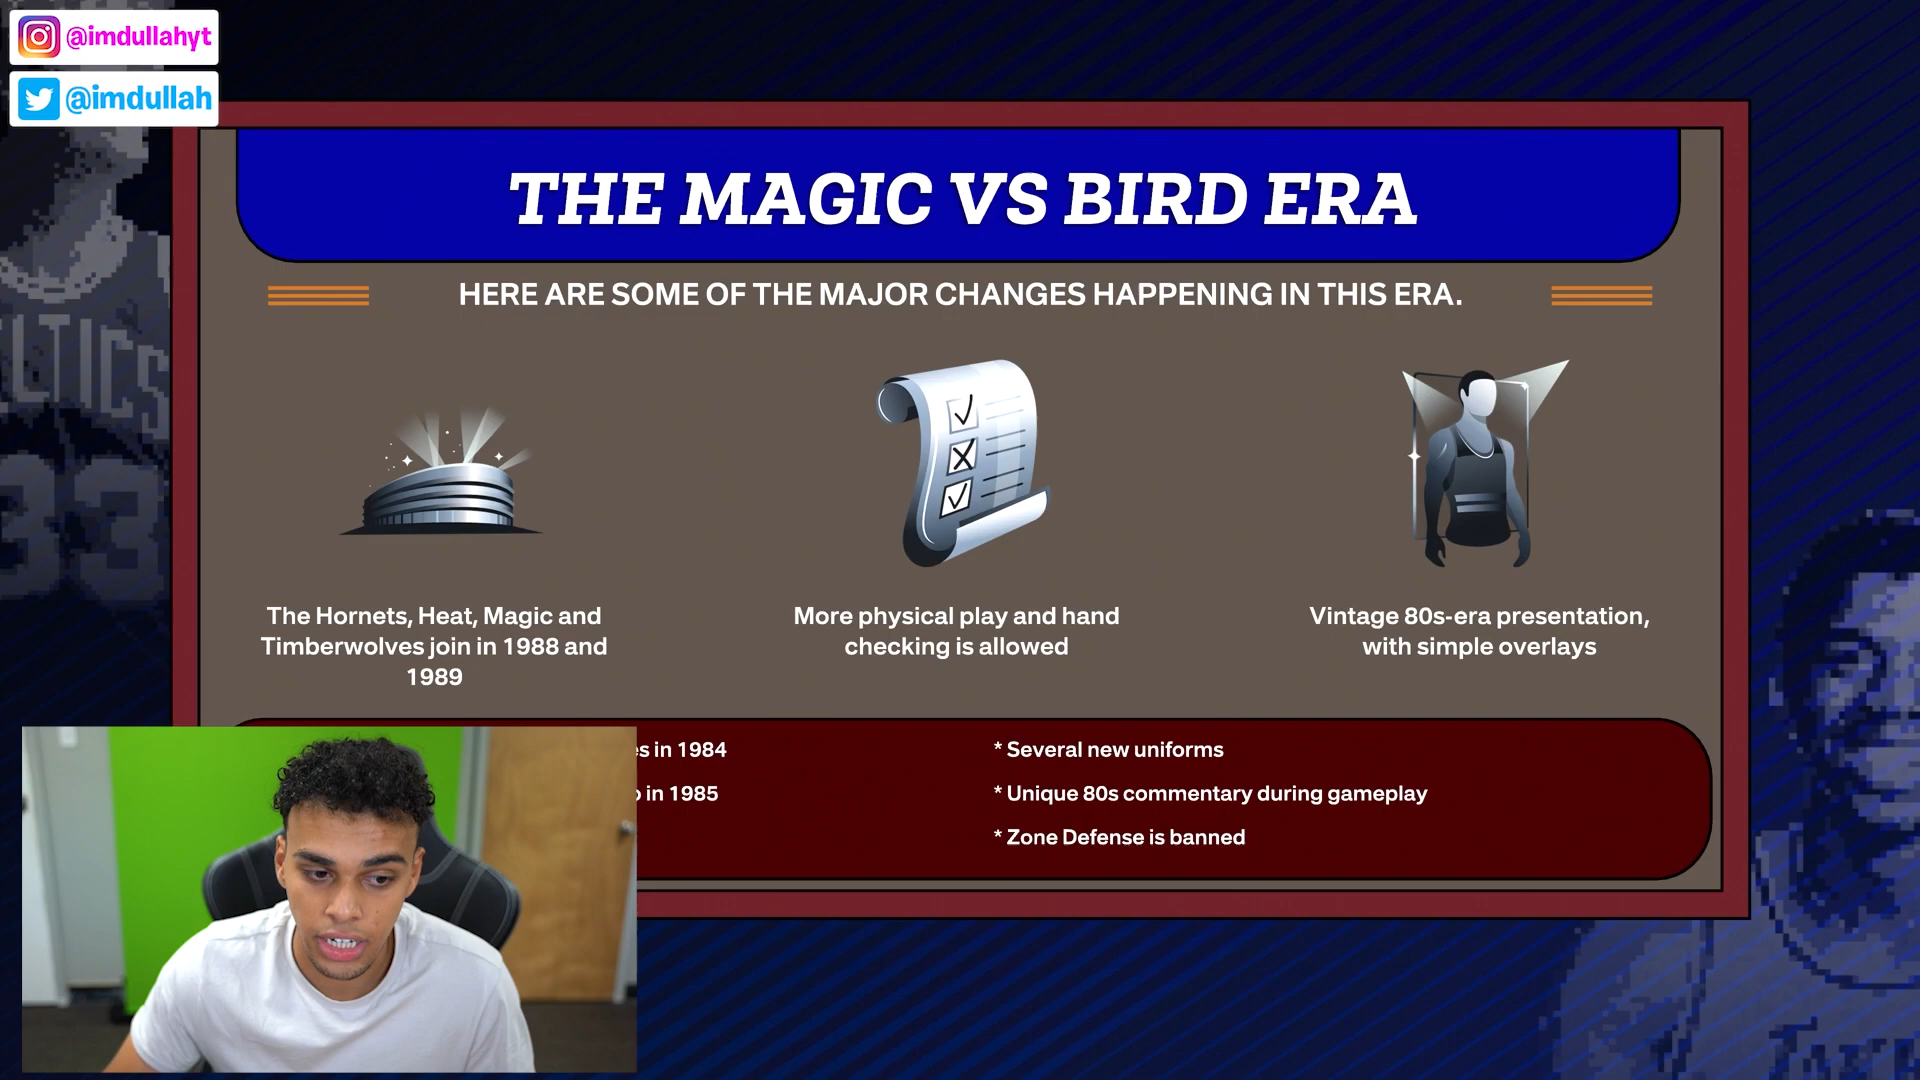 @imdullahyt
@imdullah
THE MAGIC VS BIRD ERA
HERE ARE SOME OF THE MAJOR CHANGES HAPPENING IN THIS ERA.
The Hornets, Heat, Magic and
Timberwolves join in 1988 and
1989
More physical play and hand
checking is allowed
Vintage 80s-era presentation,
with simple overlays
in 1984
in 1985
* Several new uniforms
* Unique 80s commentary during gameplay
* Zone Defense is banned
33